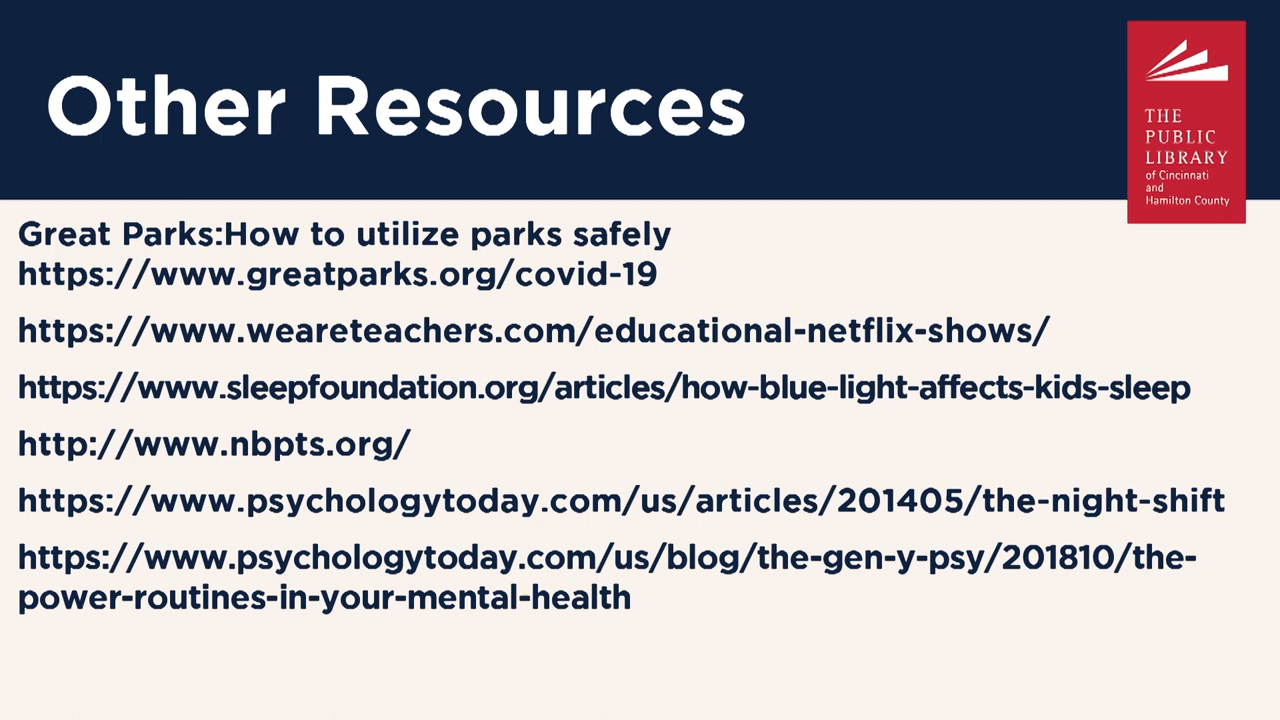 Other Resources
THE
PUBLIC
LIBRARY
of Cincinnati
and
Hamilton County
Great Parks:How to utilize parks safely
https://www.greatparks.org/covid-19
https://www.weareteachers.com/educational-netflix-shows/
https://www.sleepfoundation.org/articles/how-blue-light-affects-kids-sleep
http://www.nbpts.org/
https://www.psychologytoday.com/us/articles/201405/the-night-shift
https://www.psychologytoday.com/us/blog/the-gen-y-psy/201810/the-
power-routines-in-your-mental-health